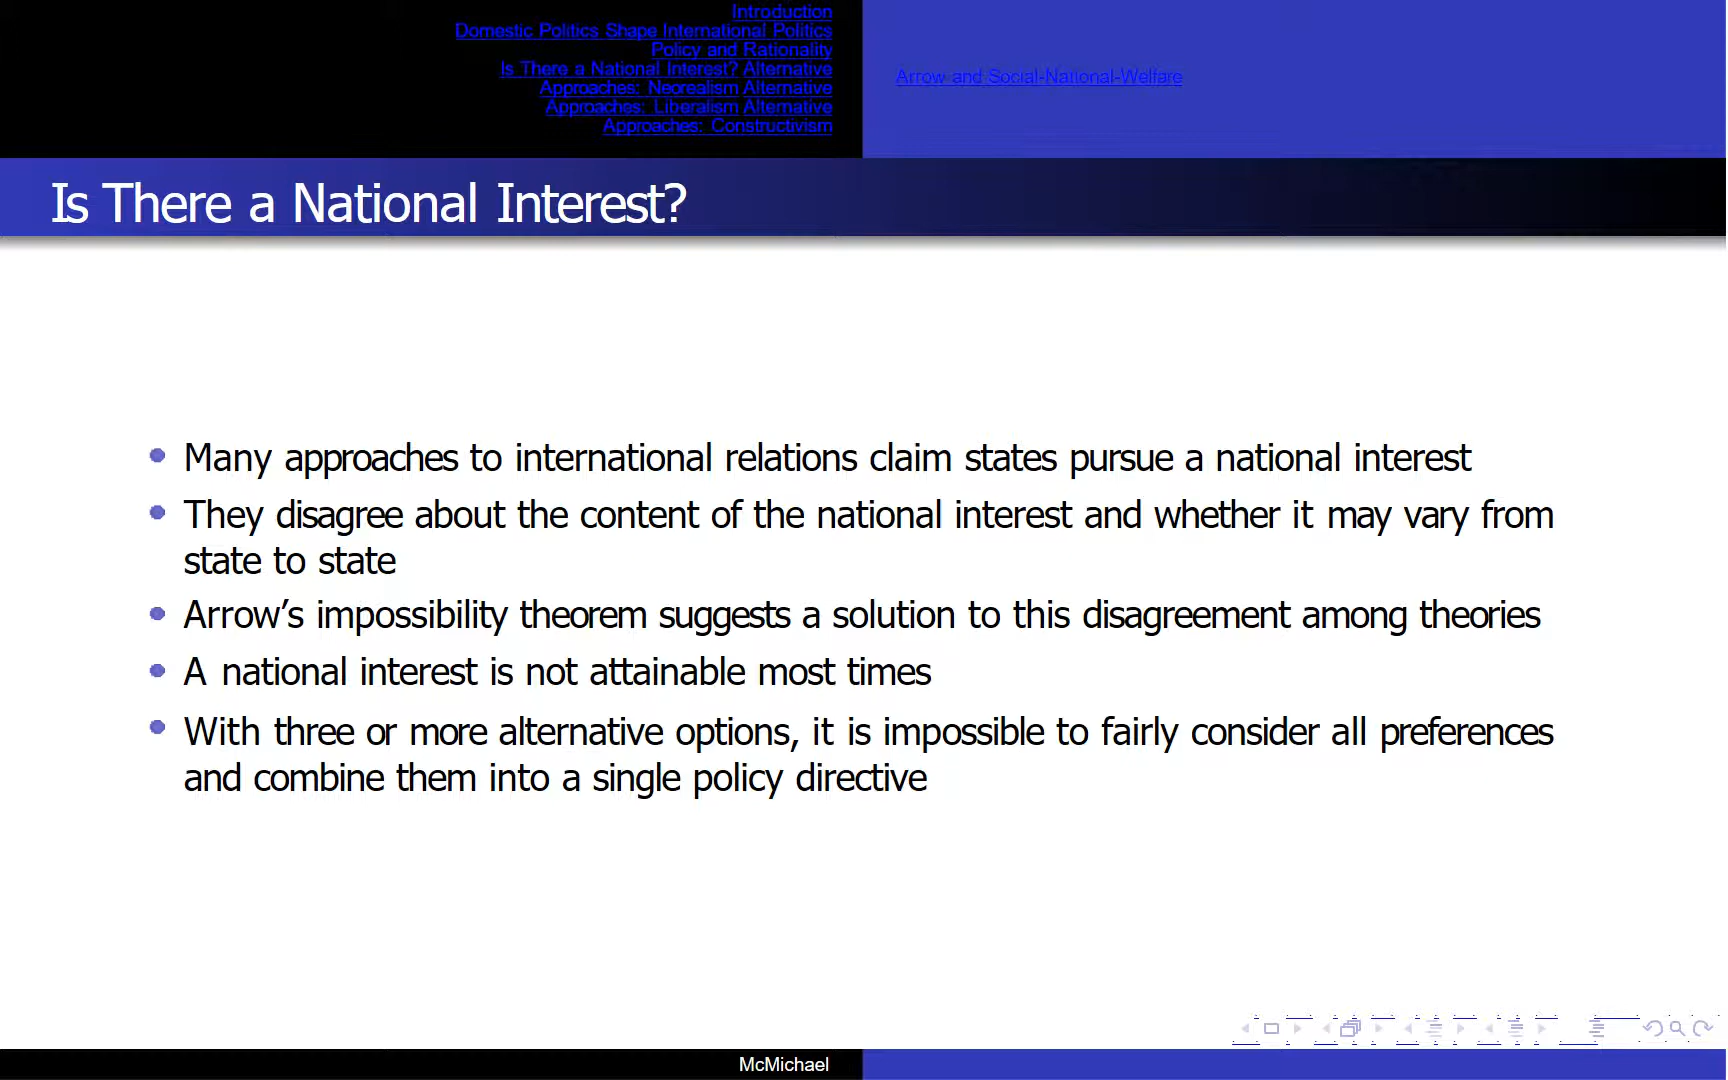 Introduction
Domestic Politics Shape International Politics
Policy and Rationality
Is There a National Interest? Alternative
Approaches: Neorealism Alternative
Approaches: Liberalism Alternative
Approaches: Constructivism
Arrow and Social-National-Welfare
Is There a National Interest?
Many approaches to international relations claim states pursue a national interest
They disagree about the content of the national interest and whether it may vary from
state to state
Arrow’s impossibility theorem suggests a solution to this disagreement among theories
A national interest is not attainable most times
With three or more alternative options, it is impossible to fairly consider all preferences
and combine them into a single policy directive
McMichael